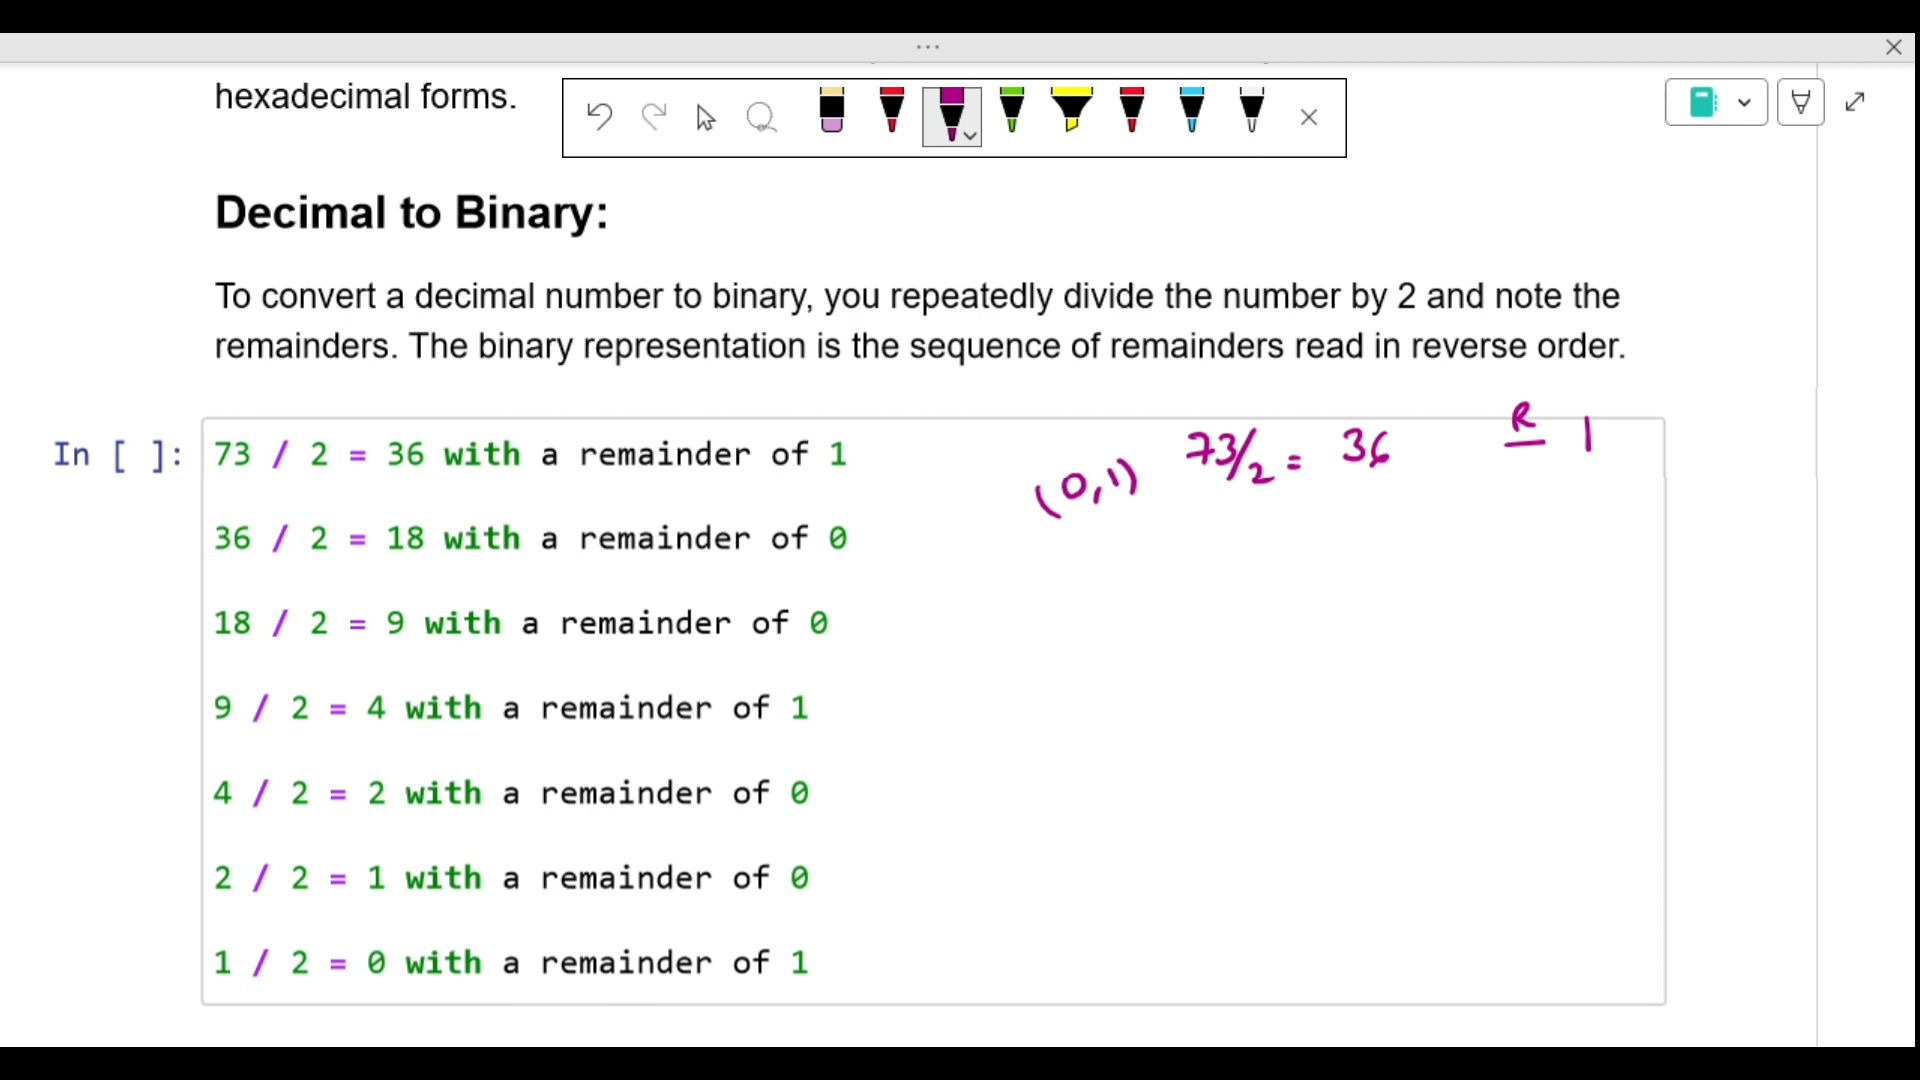 hexadecimal forms.
Decimal to Binary:
To convert a decimal number to binary, you repeatedly divide the number by 2 and note the
remainders. The binary representation is the sequence of remainders read in reverse order.
In [ ]: 73 / 2 = 36 with a remainder of 1
(0,1) 73/2 = 36 R 1
36 / 2 = 18 with a remainder of 0
18 / 2 = 9 with a remainder of 0
9 / 2 = 4 with a remainder of 1
4 / 2 = 2 with a remainder of 0
2 / 2 = 1 with a remainder of 0
1 / 2 = 0 with a remainder of 1